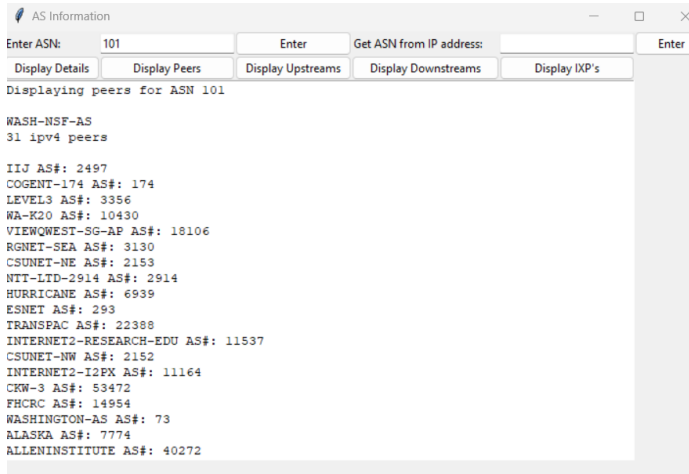 AS Information
Enter ASN: 101 Enter Get ASN from IP address: Enter
Display Details Display Peers Display Upstreams Display Downstreams Display IXP's
Displaying peers for ASN 101
WASH-NSF-AS
31 ipv4 peers
IIJ AS#: 2497
COGENT-174 AS#: 174
LEVEL3 AS#: 3356
WA-K20 AS#: 10430
VIEWQWEST-SG-AP AS#: 18106
RGNET-SEA AS#: 3130
CSUNET-NE AS#: 2153
NTT-LTD-2914 AS#: 2914
HURRICANE AS#: 6939
ESNET AS#: 293
TRANSPAC AS#: 22388
INTERNET2-RESEARCH-EDU AS#: 11537
CSUNET-NW AS#: 2152
INTERNET2-I2PX AS#: 11164
CKW-3 AS#: 53472
FHCRC AS#: 14954
WASHINGTON-AS AS#: 73
ALASKA AS#: 7774
ALLENINSTITUTE AS#: 40272